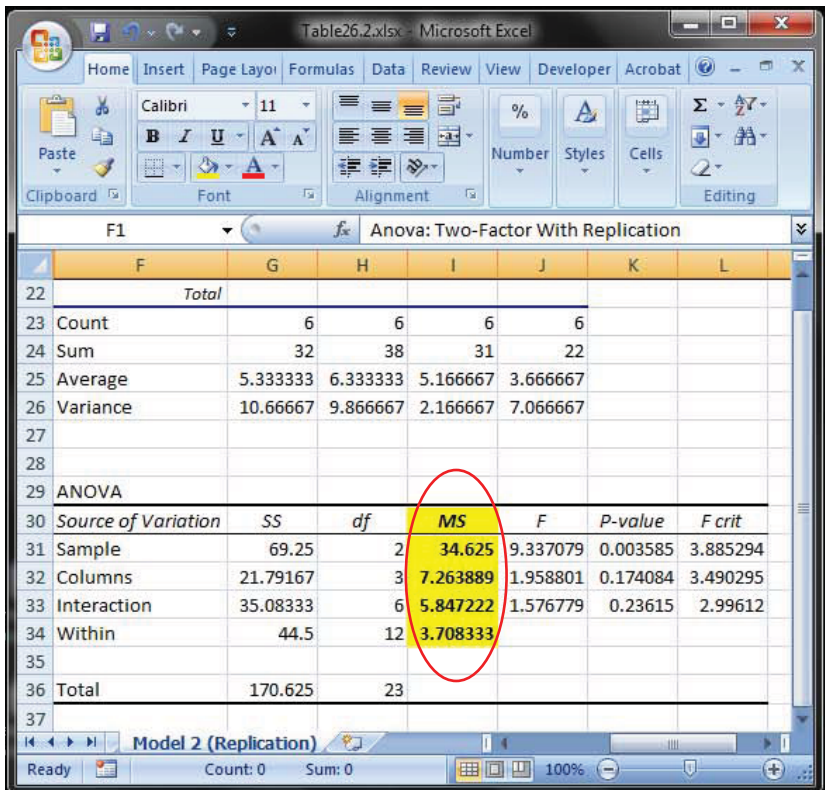 Table26.2.xlsx - Microsoft Excel
Home Insert Page Layou Formulas Data Review View Developer Acrobat
Paste
Calibri 11
B I U A A
% A
Number Styles Cells
Σ
Clipboard Font Alignment Editing
F1 fx Anova: Two-Factor With Replication
F G H I J K L
22 Total
23 Count 6 6 6 6
24 Sum 32 38 31 22
25 Average 5.333333 6.333333 5.166667 3.666667
26 Variance 10.66667 9.866667 2.166667 7.066667
27
28
29 ANOVA
30 Source of Variation SS df MS F P-value F crit
31 Sample 69.25 2 34.625 9.337079 0.003585 3.885294
32 Columns 21.79167 3 7.263889 1.958801 0.174084 3.490295
33 Interaction 35.08333 6 5.847222 1.576779 0.23615 2.99612
34 Within 44.5 12 3.708333
35
36 Total 170.625 23
37
Model 2 (Replication)
Ready Count: 0 Sum: 0 100%